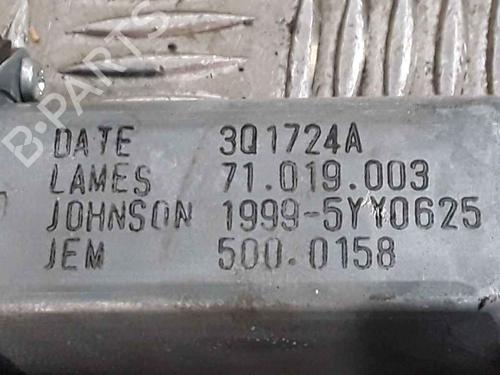 B-PARTS
DATE 3Q1724A
LAMES 71.019.003
JOHNSON 1999-5YY0625
JEM 500.0158